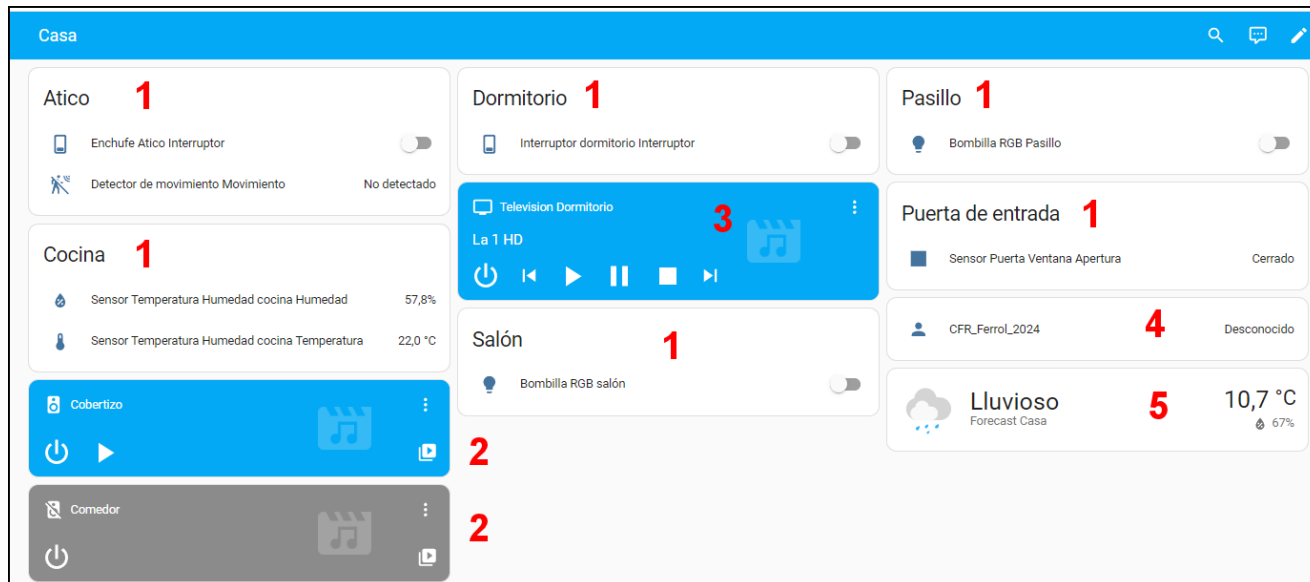 Casa
Atico 1
Enchufe Atico Interruptor
Detector de movimiento Movimiento No detectado
Cocina 1
Sensor Temperatura Humedad cocina Humedad 57,8%
Sensor Temperatura Humedad cocina Temperatura 22,0 °C
Cobertizo
2
Comedor
2
Dormitorio 1
Interruptor dormitorio Interruptor
Television Dormitorio 3
La 1 HD
Salón 1
Bombilla RGB salón
Pasillo 1
Bombilla RGB Pasillo
Puerta de entrada 1
Sensor Puerta Ventana Apertura Cerrado
CFR_Ferrol_2024 4 Desconocido
Lluvioso 5 10,7 °C
Forecast Casa 67%